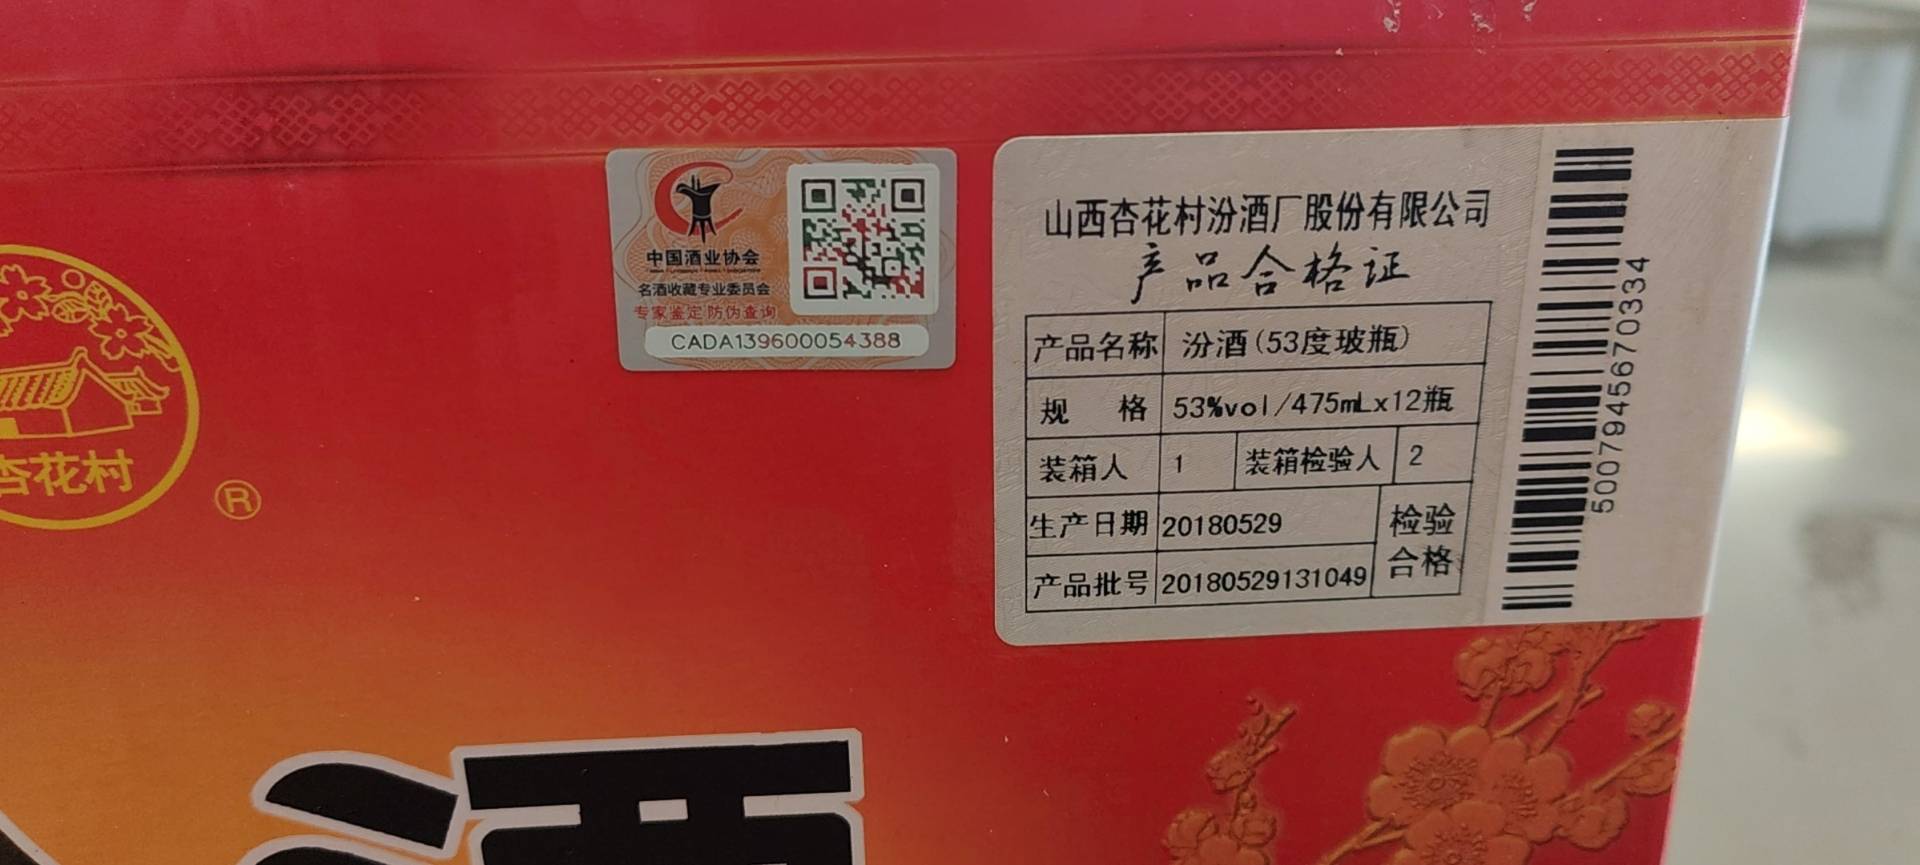 中国酒业协会
名酒收藏专业委员会
专家鉴定 防伪查询
CADA139600054388
杏花村
®
山西杏花村汾酒厂股份有限公司
产品合格证
产品名称 汾酒(53度玻瓶)
规 格 53%vol/475mLx12瓶
装箱人 1 装箱检验人 2
生产日期 20180529 检验
产品批号 20180529131049 合格
5007945670334
酒